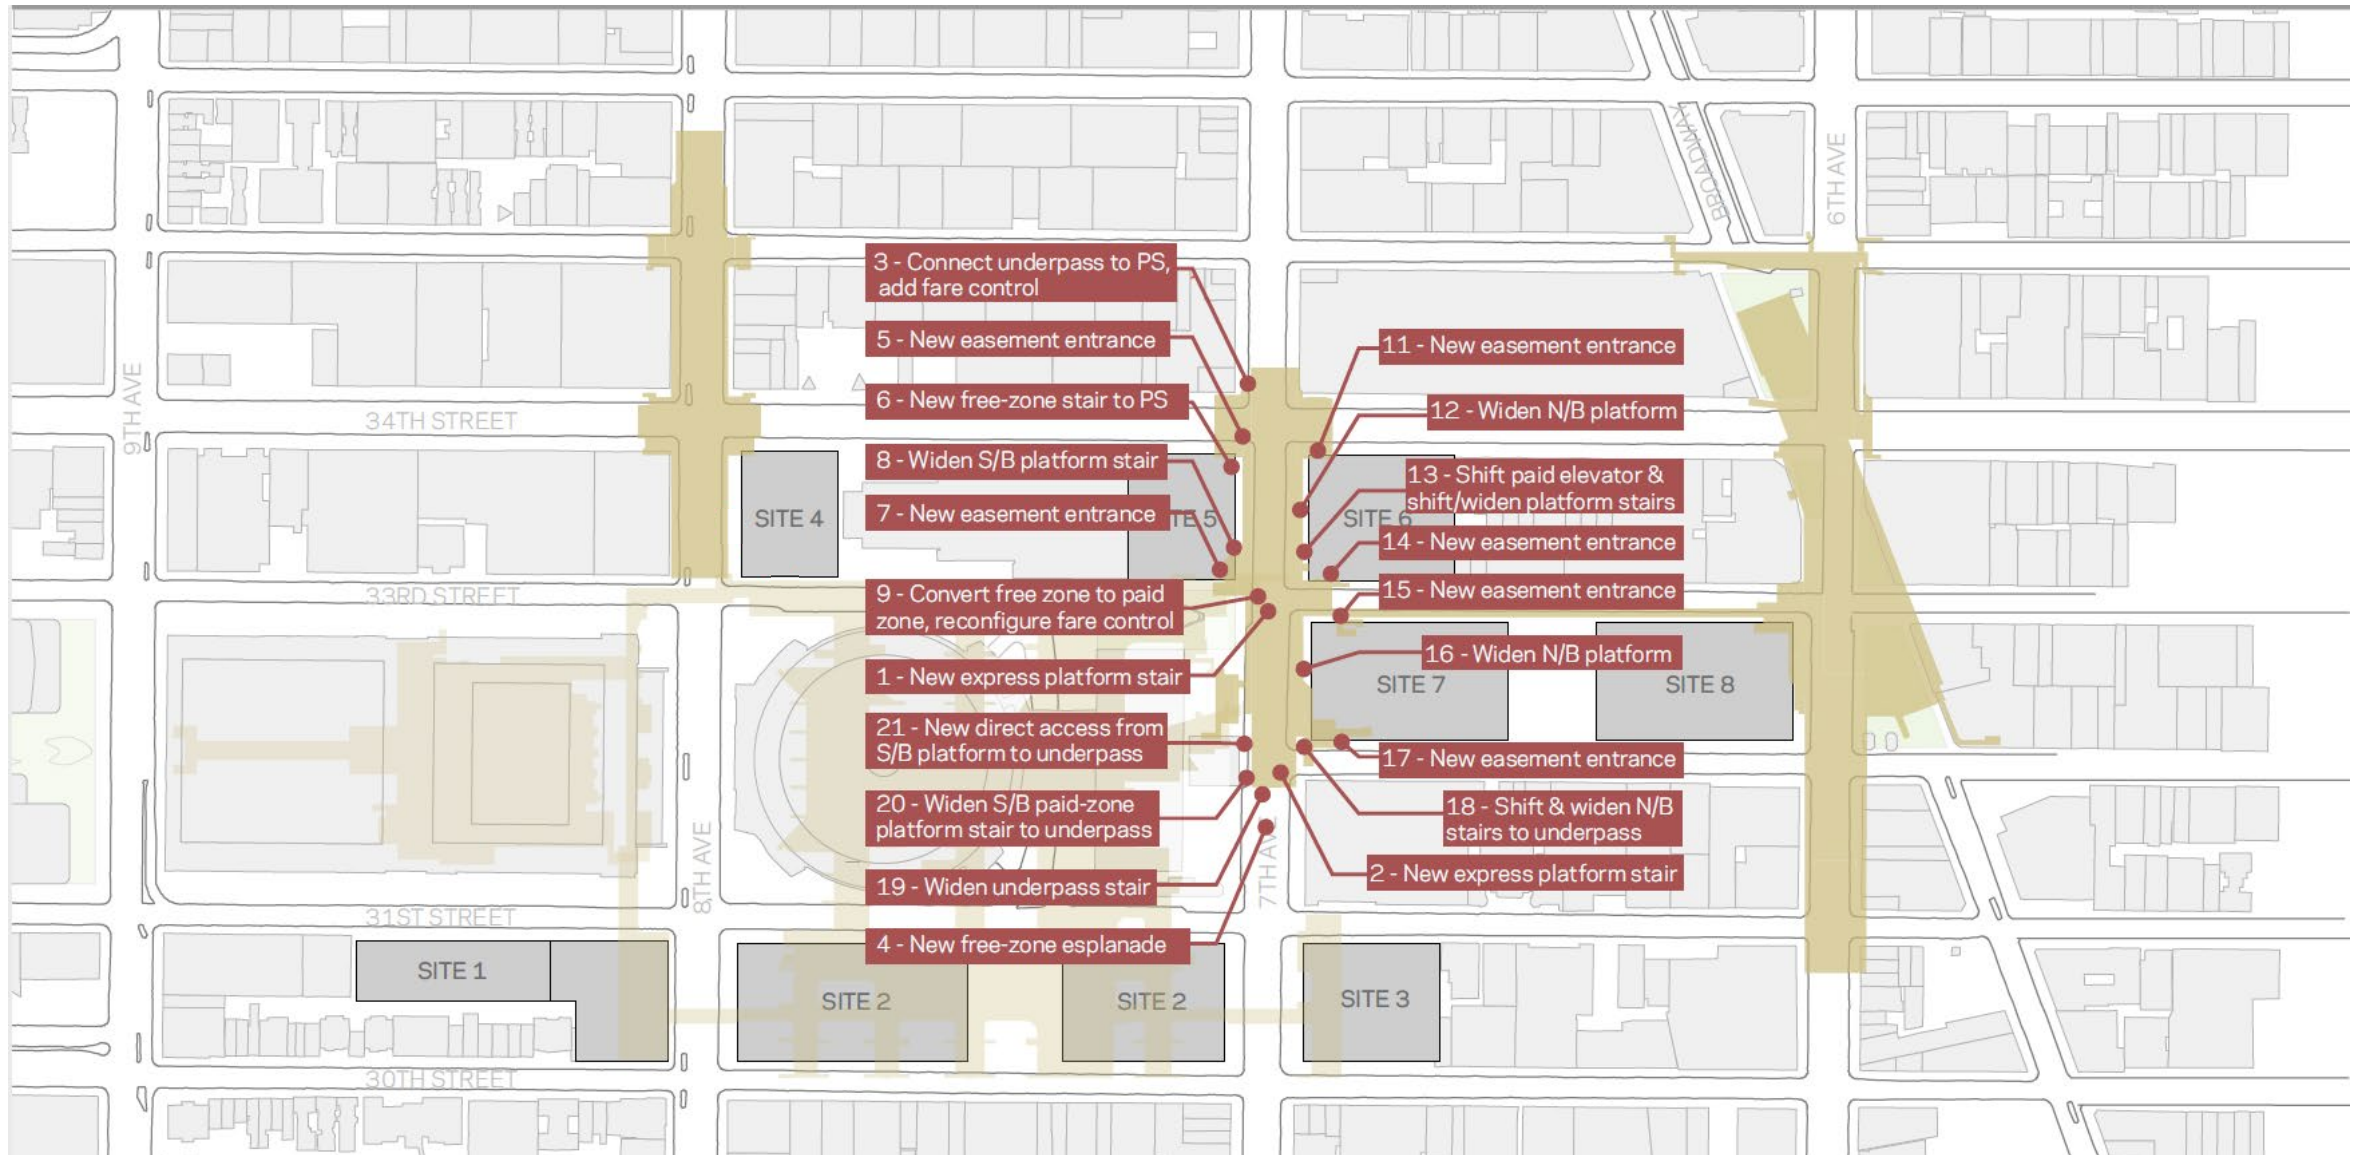 BROADWAY
6TH AVE
3 - Connect underpass to PS,
add fare control
5 - New easement entrance
11 - New easement entrance
9TH AVE
34TH STREET
6 - New free-zone stair to PS
12 - Widen N/B platform
8 - Widen S/B platform stair
13 - Shift paid elevator &
shift/widen platform stairs
SITE 4
7 - New easement entrance
TE 5
SITE 6
14 - New easement entrance
33RD STREET
9 - Convert free zone to paid
zone, reconfigure fare control
15 - New easement entrance
1 - New express platform stair
16 - Widen N/B platform
SITE 7
SITE 8
21 - New direct access from
S/B platform to underpass
17 - New easement entrance
20 - Widen S/B paid-zone
platform stair to underpass
18 - Shift & widen N/B
stairs to underpass
8TH AVE
7TH AVE
19 - Widen underpass stair
2 - New express platform stair
31ST STREET
4 - New free-zone esplanade
SITE 1
SITE 2
SITE 2
SITE 3
30TH STREET